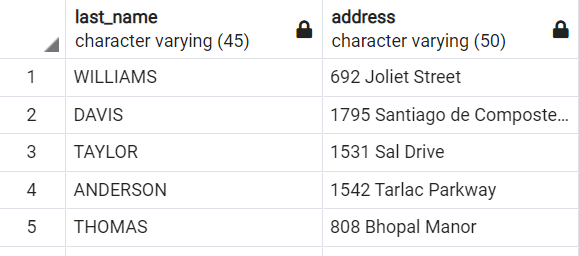 last_name address
character varying (45) character varying (50)
1 WILLIAMS 692 Joliet Street
2 DAVIS 1795 Santiago de Composte...
3 TAYLOR 1531 Sal Drive
4 ANDERSON 1542 Tarlac Parkway
5 THOMAS 808 Bhopal Manor